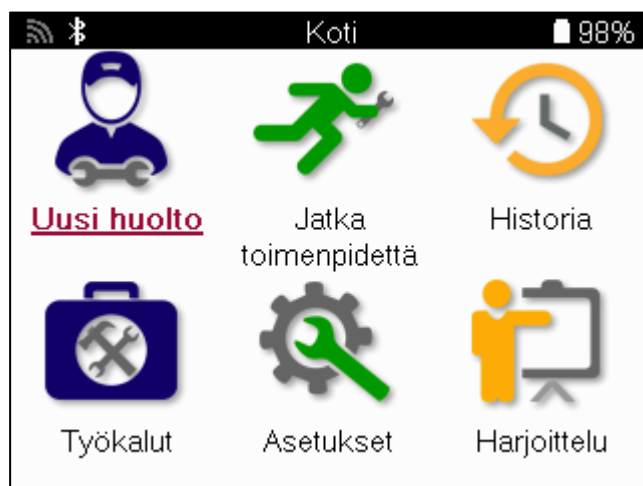 Koti
98%
Uusi huolto
Jatka
toimenpidettä
Historia
Työkalut
Asetukset
Harjoittelu